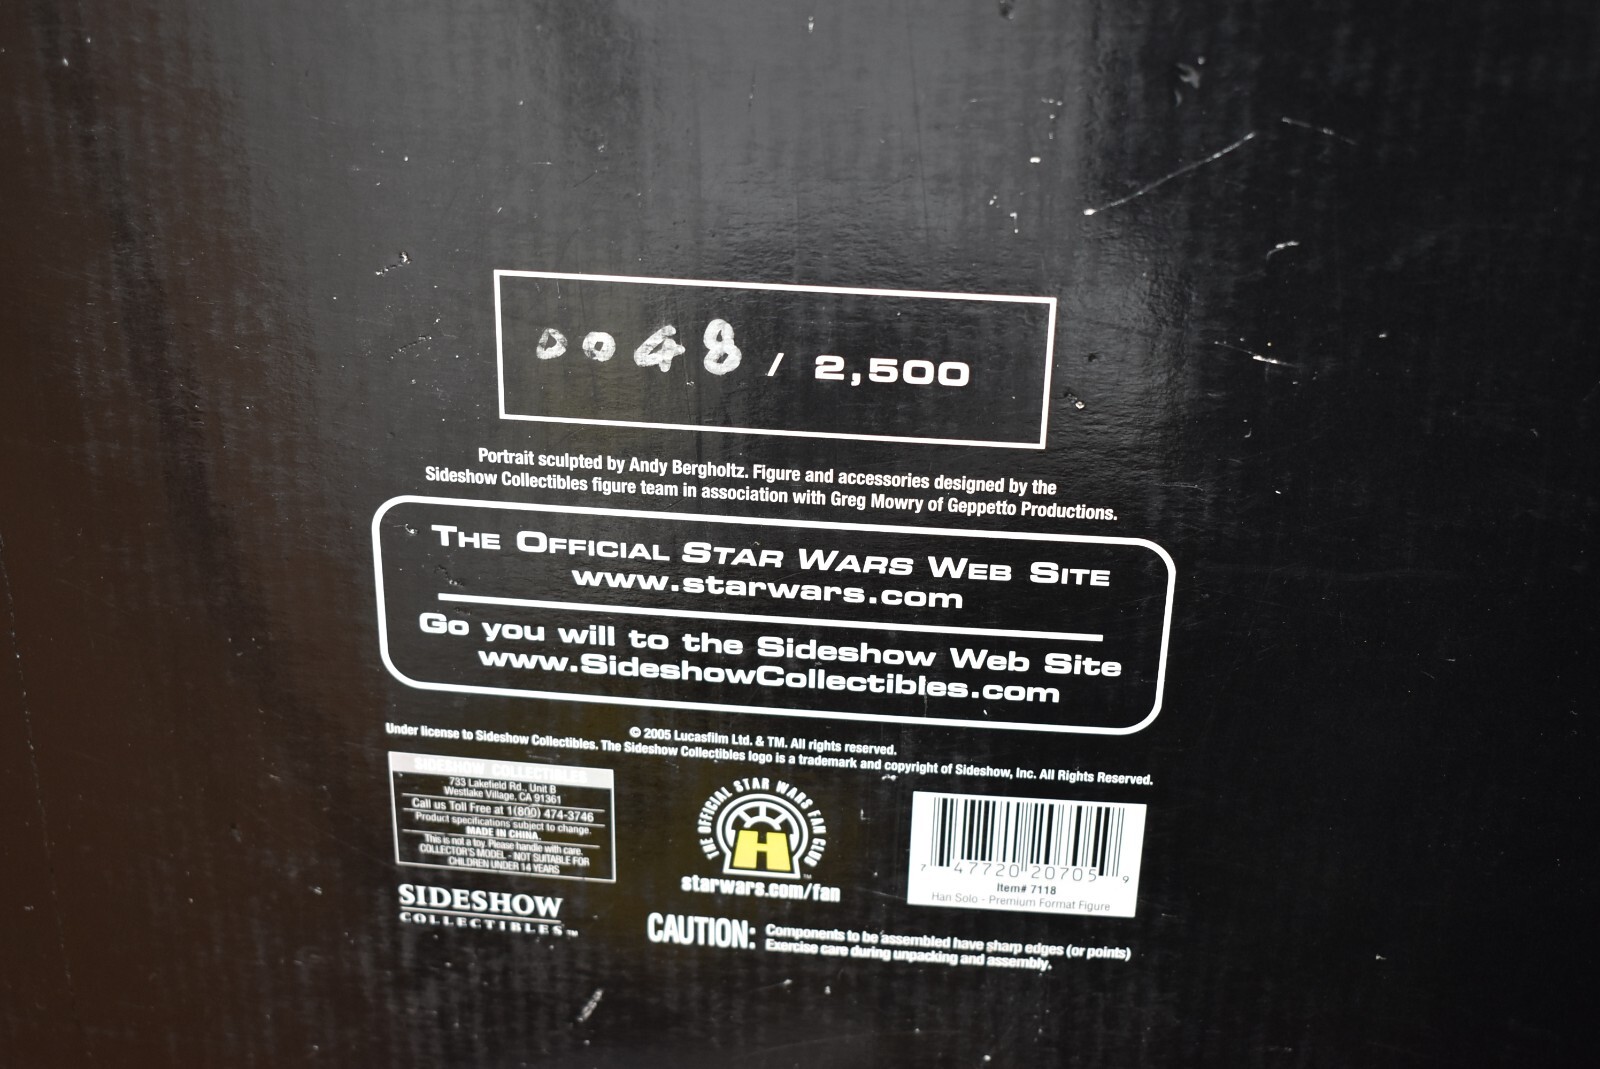 0048 / 2,500
Portrait sculpted by Andy Bergholtz. Figure and accessories designed by the
Sideshow Collectibles figure team in association with Greg Mowry of Geppetto Productions.
THE OFFICIAL STAR WARS WEB SITE
www.starwars.com
Go you will to the Sideshow Web Site
www.SideshowCollectibles.com
© 2005 Lucasfilm Ltd. & TM. All rights reserved.
Under license to Sideshow Collectibles. The Sideshow Collectibles logo is a trademark and copyright of Sideshow, Inc. All Rights Reserved.
SIDESHOW COLLECTIBLES
733 Lakefield Rd., Unit B
Westlake Village, CA 91361
Call us Toll Free at 1(800) 474-3746
Product specifications subject to change.
MADE IN CHINA.
This is not a toy. Please handle with care.
COLLECTOR'S MODEL - NOT SUITABLE FOR
CHILDREN UNDER 14 YEARS
SIDESHOW
COLLECTIBLES™
THE OFFICIAL STAR WARS FAN CLUB
H™
starwars.com/fan
7 47720 20705 9
Item# 7118
Han Solo - Premium Format Figure
CAUTION: Components to be assembled have sharp edges (or points)
Exercise care during unpacking and assembly.